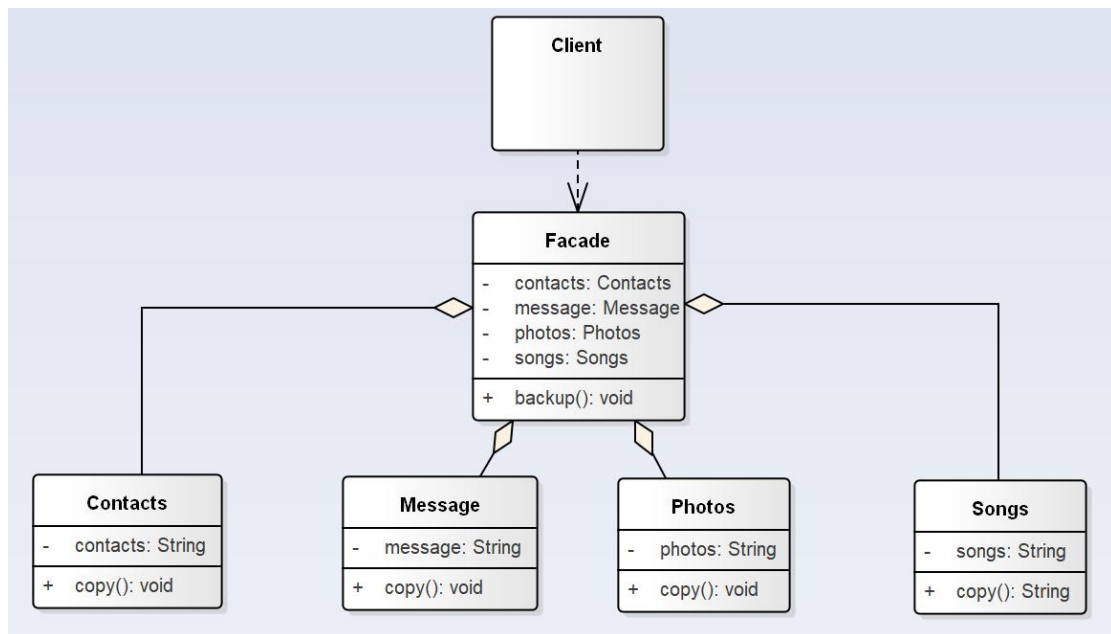 Client
Facade
- contacts: Contacts
- message: Message
- photos: Photos
- songs: Songs
+ backup(): void
Contacts
- contacts: String
+ copy(): void
Message
- message: String
+ copy(): void
Photos
- photos: String
+ copy(): void
Songs
- songs: String
+ copy(): String